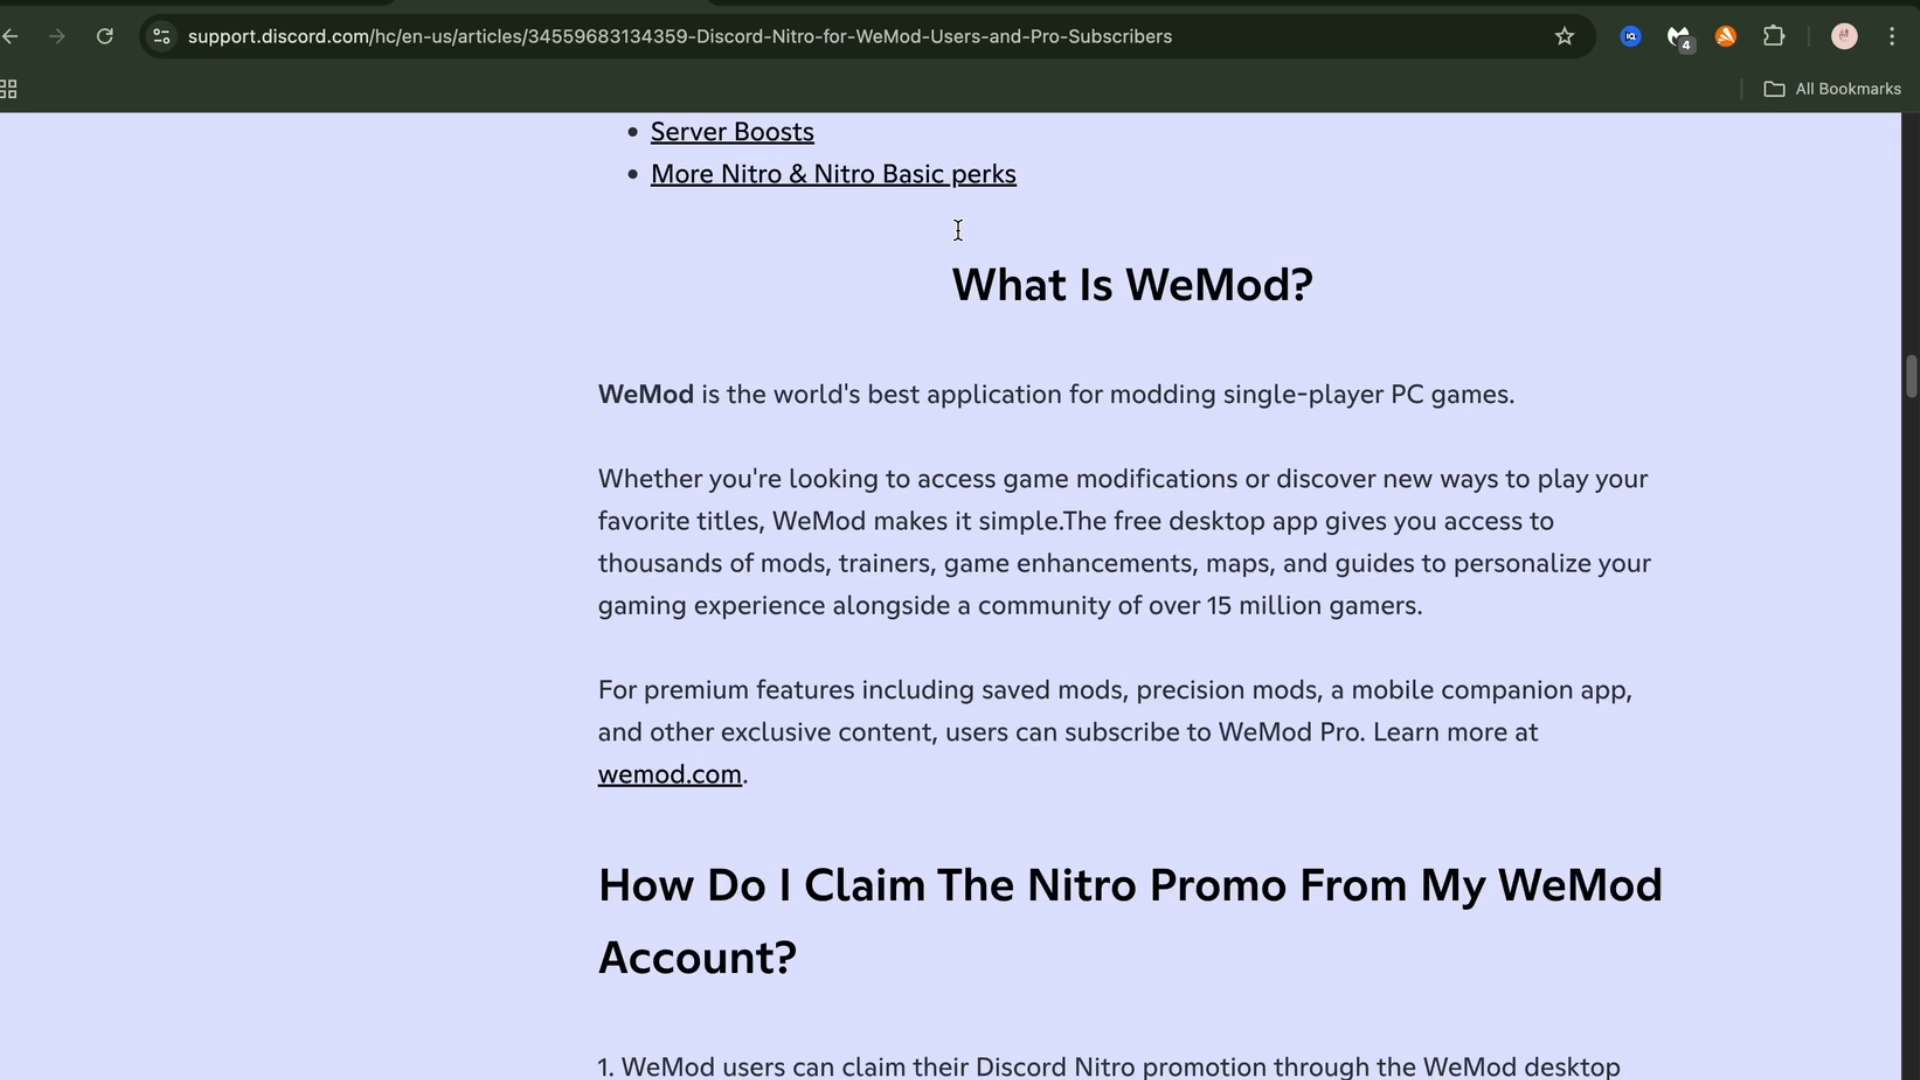 support.discord.com/hc/en-us/articles/34559683134359-Discord-Nitro-for-WeMod-Users-and-Pro-Subscribers
4
All Bookmarks
Server Boosts
More Nitro & Nitro Basic perks
What Is WeMod?
WeMod is the world's best application for modding single-player PC games.
Whether you're looking to access game modifications or discover new ways to play your
favorite titles, WeMod makes it simple.The free desktop app gives you access to
thousands of mods, trainers, game enhancements, maps, and guides to personalize your
gaming experience alongside a community of over 15 million gamers.
For premium features including saved mods, precision mods, a mobile companion app,
and other exclusive content, users can subscribe to WeMod Pro. Learn more at
wemod.com.
How Do I Claim The Nitro Promo From My WeMod
Account?
1. WeMod users can claim their Discord Nitro promotion through the WeMod desktop